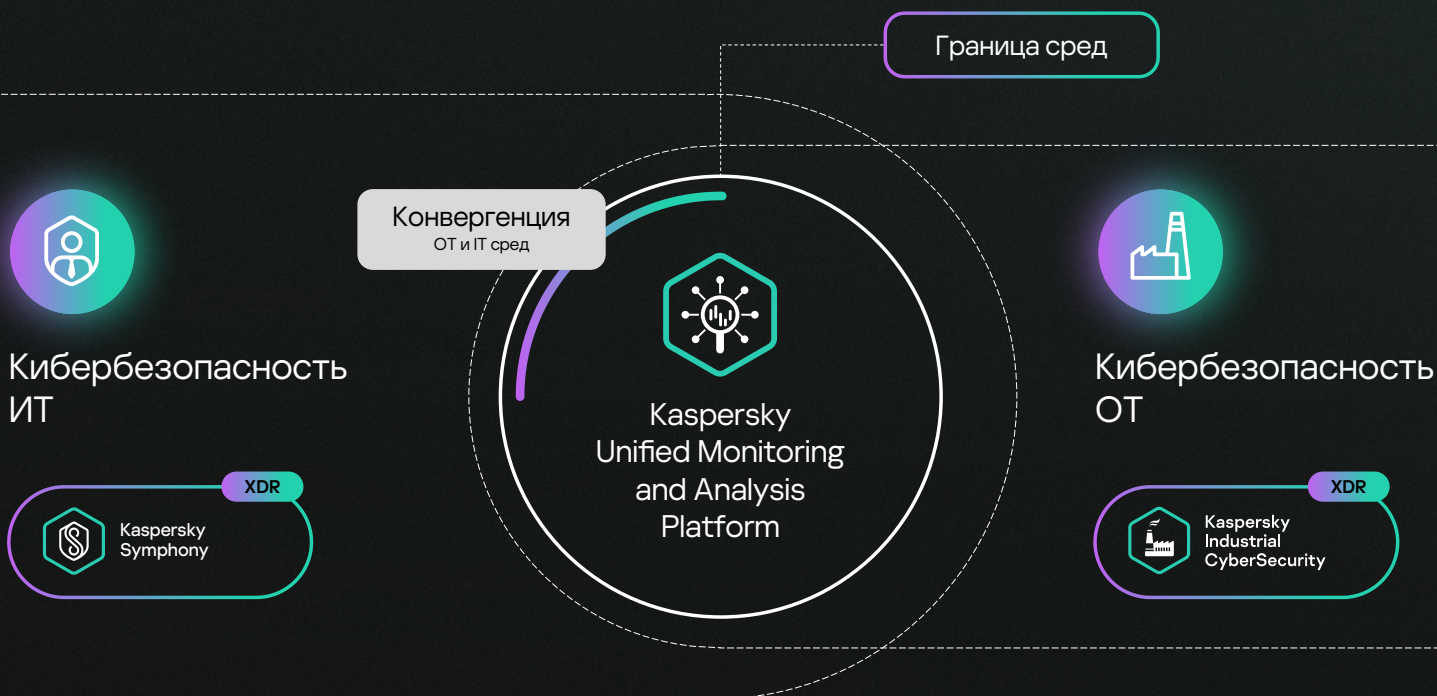 Граница сред
Конвергенция
ОТ и IT сред
Кибербезопасность
ИТ
XDR
Kaspersky
Symphony
Kaspersky
Unified Monitoring
and Analysis
Platform
Кибербезопасность
ОТ
XDR
Kaspersky
Industrial
CyberSecurity